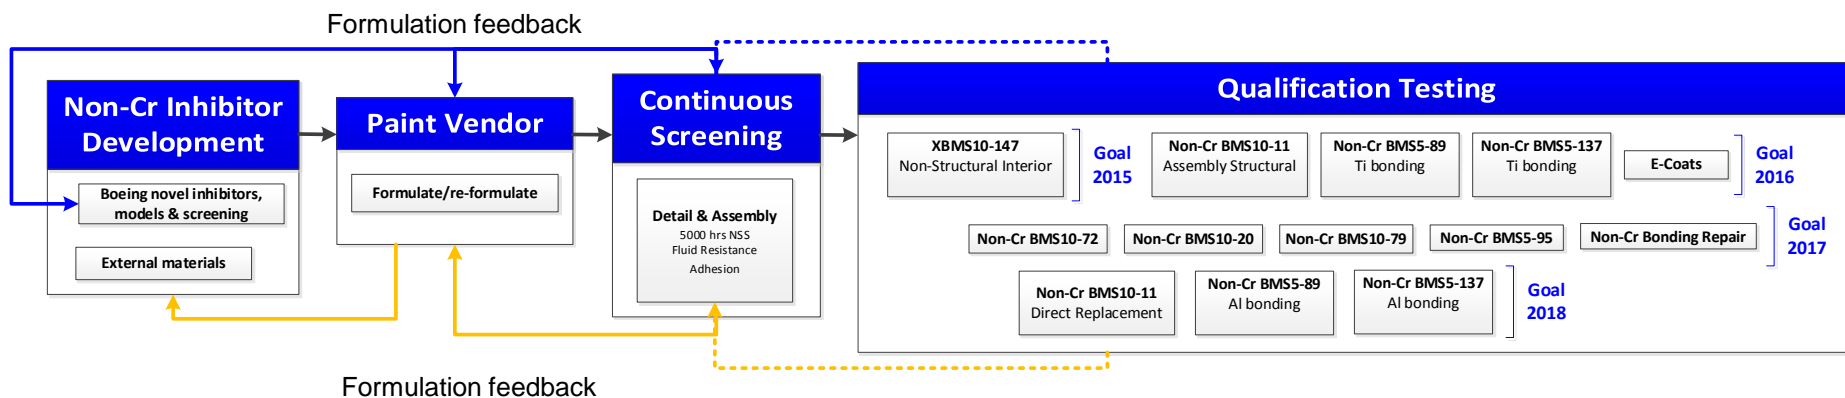 Formulation feedback
Non-Cr Inhibitor
Development
Boeing novel inhibitors,
models & screening
External materials
Paint Vendor
Formulate/re-formulate
Continuous
Screening
Detail & Assembly
5000 hrs NSS
Fluid Resistance
Adhesion
Qualification Testing
XBMS10-147
Non-Structural Interior
Goal
2015
Non-Cr BMS10-11
Assembly Structural
Non-Cr BMS5-89
Ti bonding
Non-Cr BMS5-137
Ti bonding
E-Coats
Goal
2016
Non-Cr BMS10-72
Non-Cr BMS10-20
Non-Cr BMS10-79
Non-Cr BMS5-95
Non-Cr Bonding Repair
Goal
2017
Non-Cr BMS10-11
Direct Replacement
Non-Cr BMS5-89
Al bonding
Non-Cr BMS5-137
Al bonding
Goal
2018
Formulation feedback